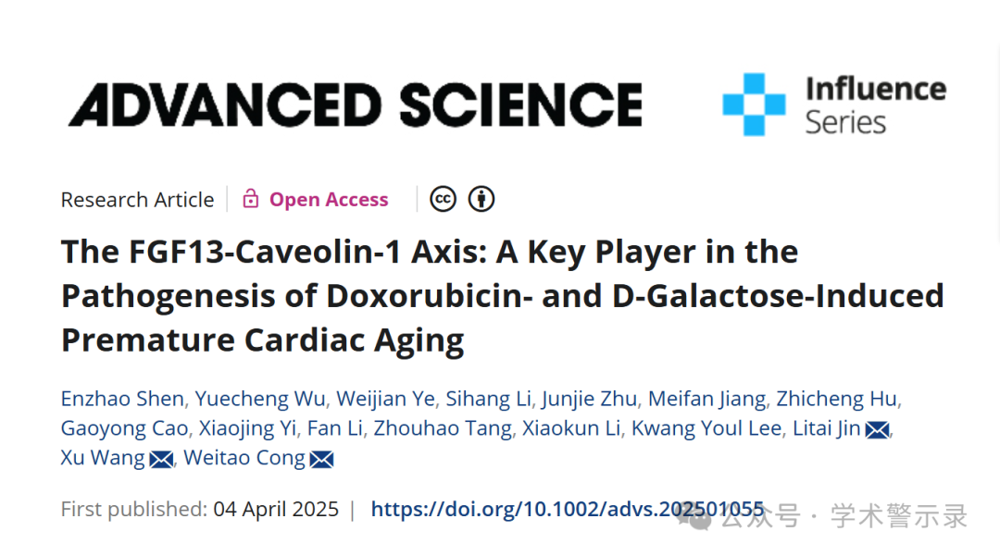 ADVANCED SCIENCE
Influence
Series
Research Article
Open Access
cc
The FGF13-Caveolin-1 Axis: A Key Player in the
Pathogenesis of Doxorubicin- and D-Galactose-Induced
Premature Cardiac Aging
Enzhao Shen, Yuecheng Wu, Weijian Ye, Sihang Li, Junjie Zhu, Meifan Jiang, Zhicheng Hu,
Gaoyong Cao, Xiaojing Yi, Fan Li, Zhouhao Tang, Xiaokun Li, Kwang Youl Lee, Litai Jin,
Xu Wang, Weitao Cong
First published: 04 April 2025 | https://doi.org/10.1002/advs.202501055
公众号 · 学术警示录